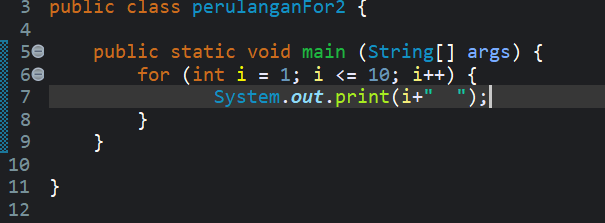 3 public class perulanganFor2 {
4
5 public static void main (String[] args) {
6 for (int i = 1; i <= 10; i++) {
7 System.out.print(i+"  ");
8 }
9 }
10
11 }
12